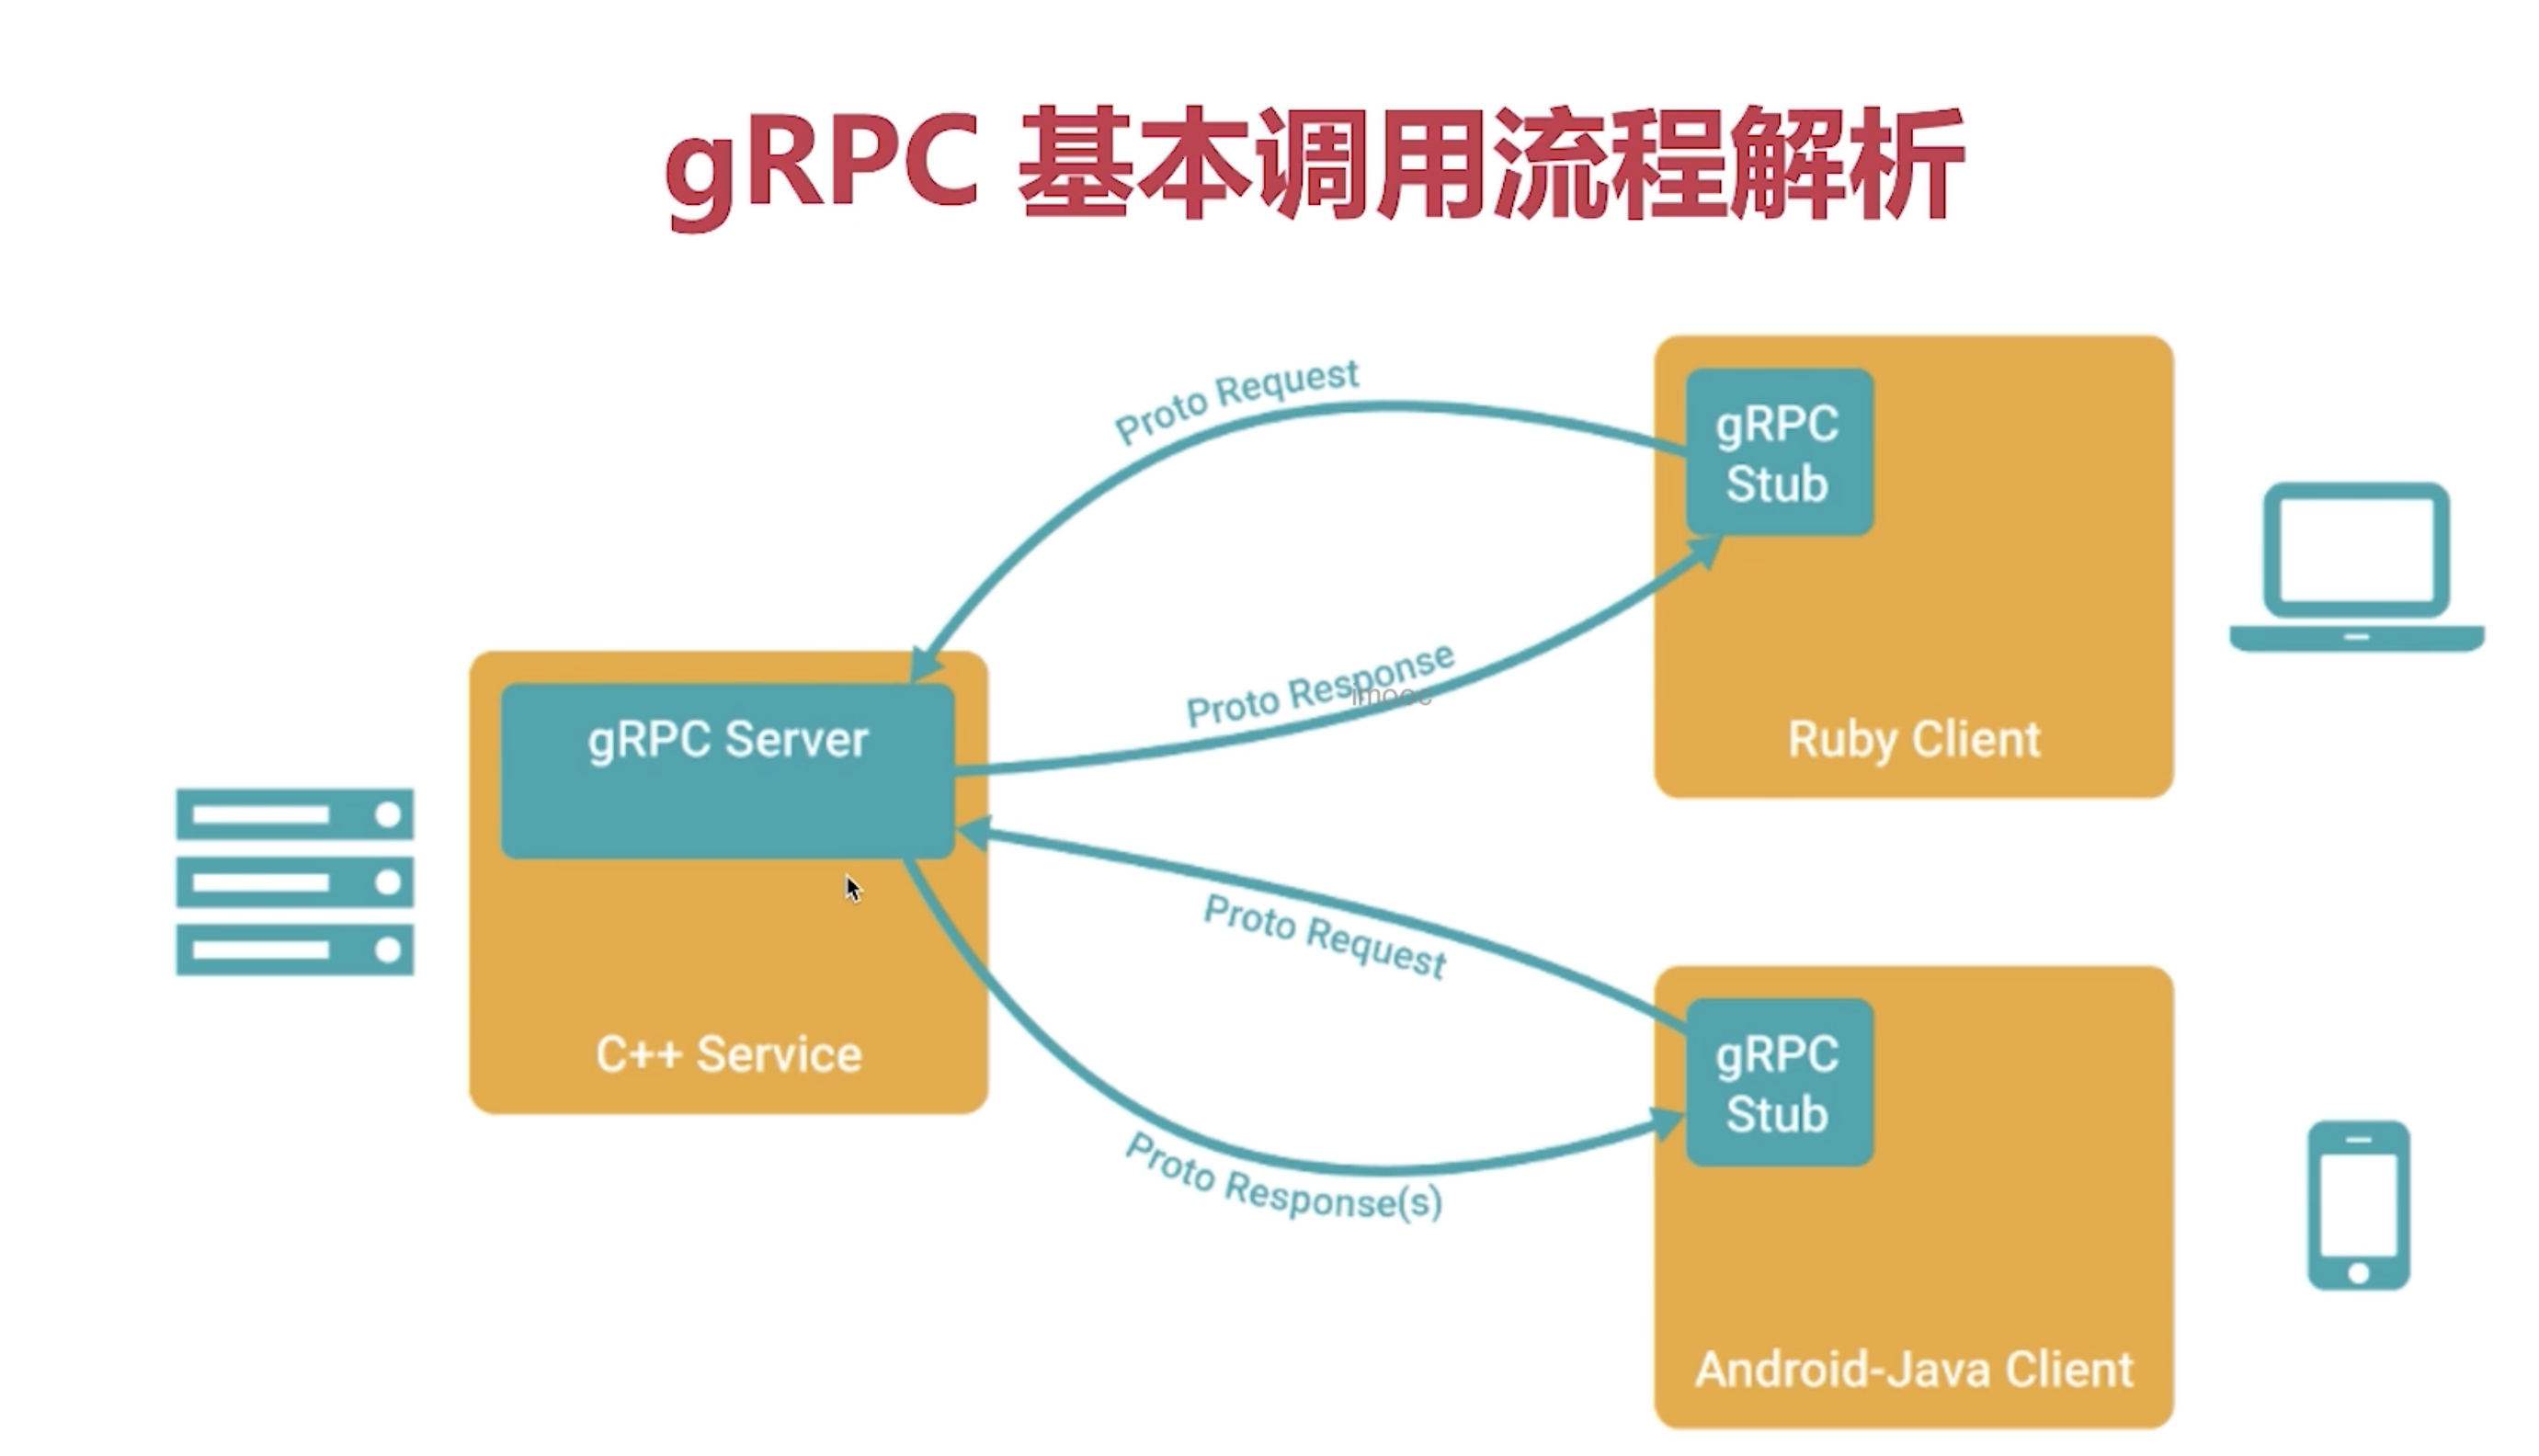 gRPC 基本调用流程解析
Proto Request
gRPC
Stub
Proto Response
imooc
Ruby Client
gRPC Server
C++ Service
Proto Request
gRPC
Stub
Proto Response(s)
Android-Java Client